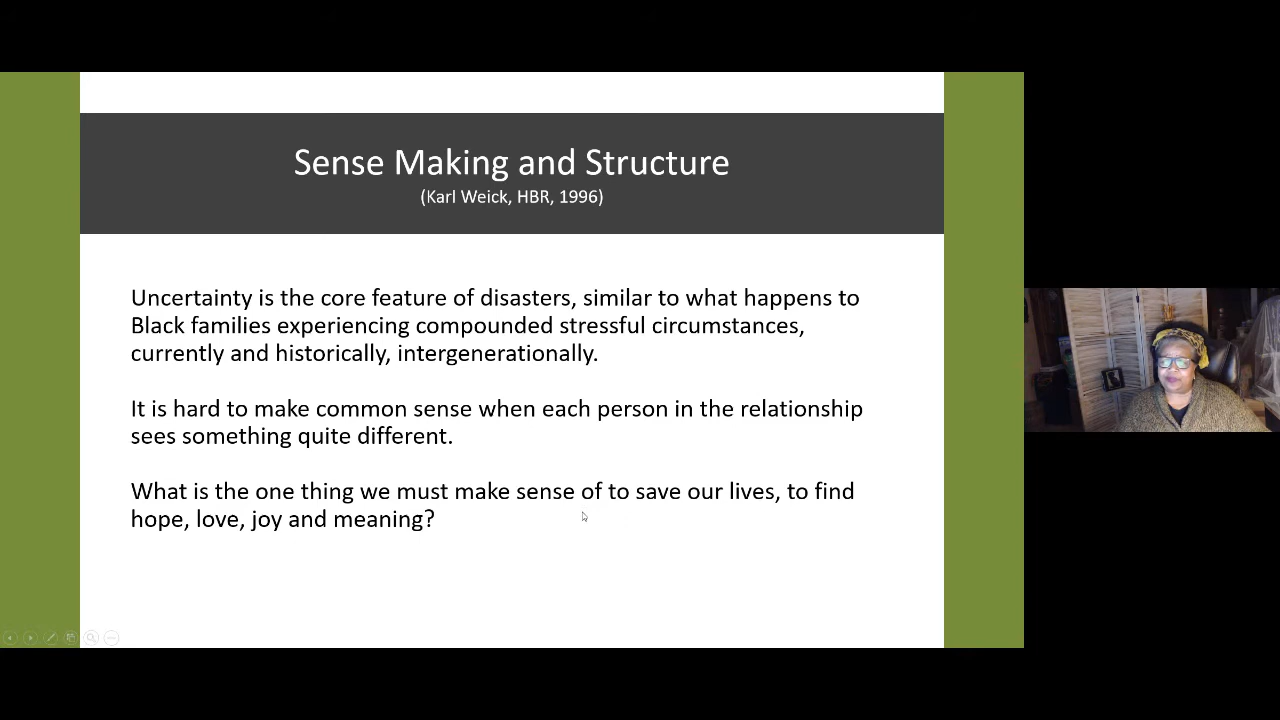 Sense Making and Structure
(Karl Weick, HBR, 1996)
Uncertainty is the core feature of disasters, similar to what happens to
Black families experiencing compounded stressful circumstances,
currently and historically, intergenerationally.
It is hard to make common sense when each person in the relationship
sees something quite different.
What is the one thing we must make sense of to save our lives, to find
hope, love, joy and meaning?